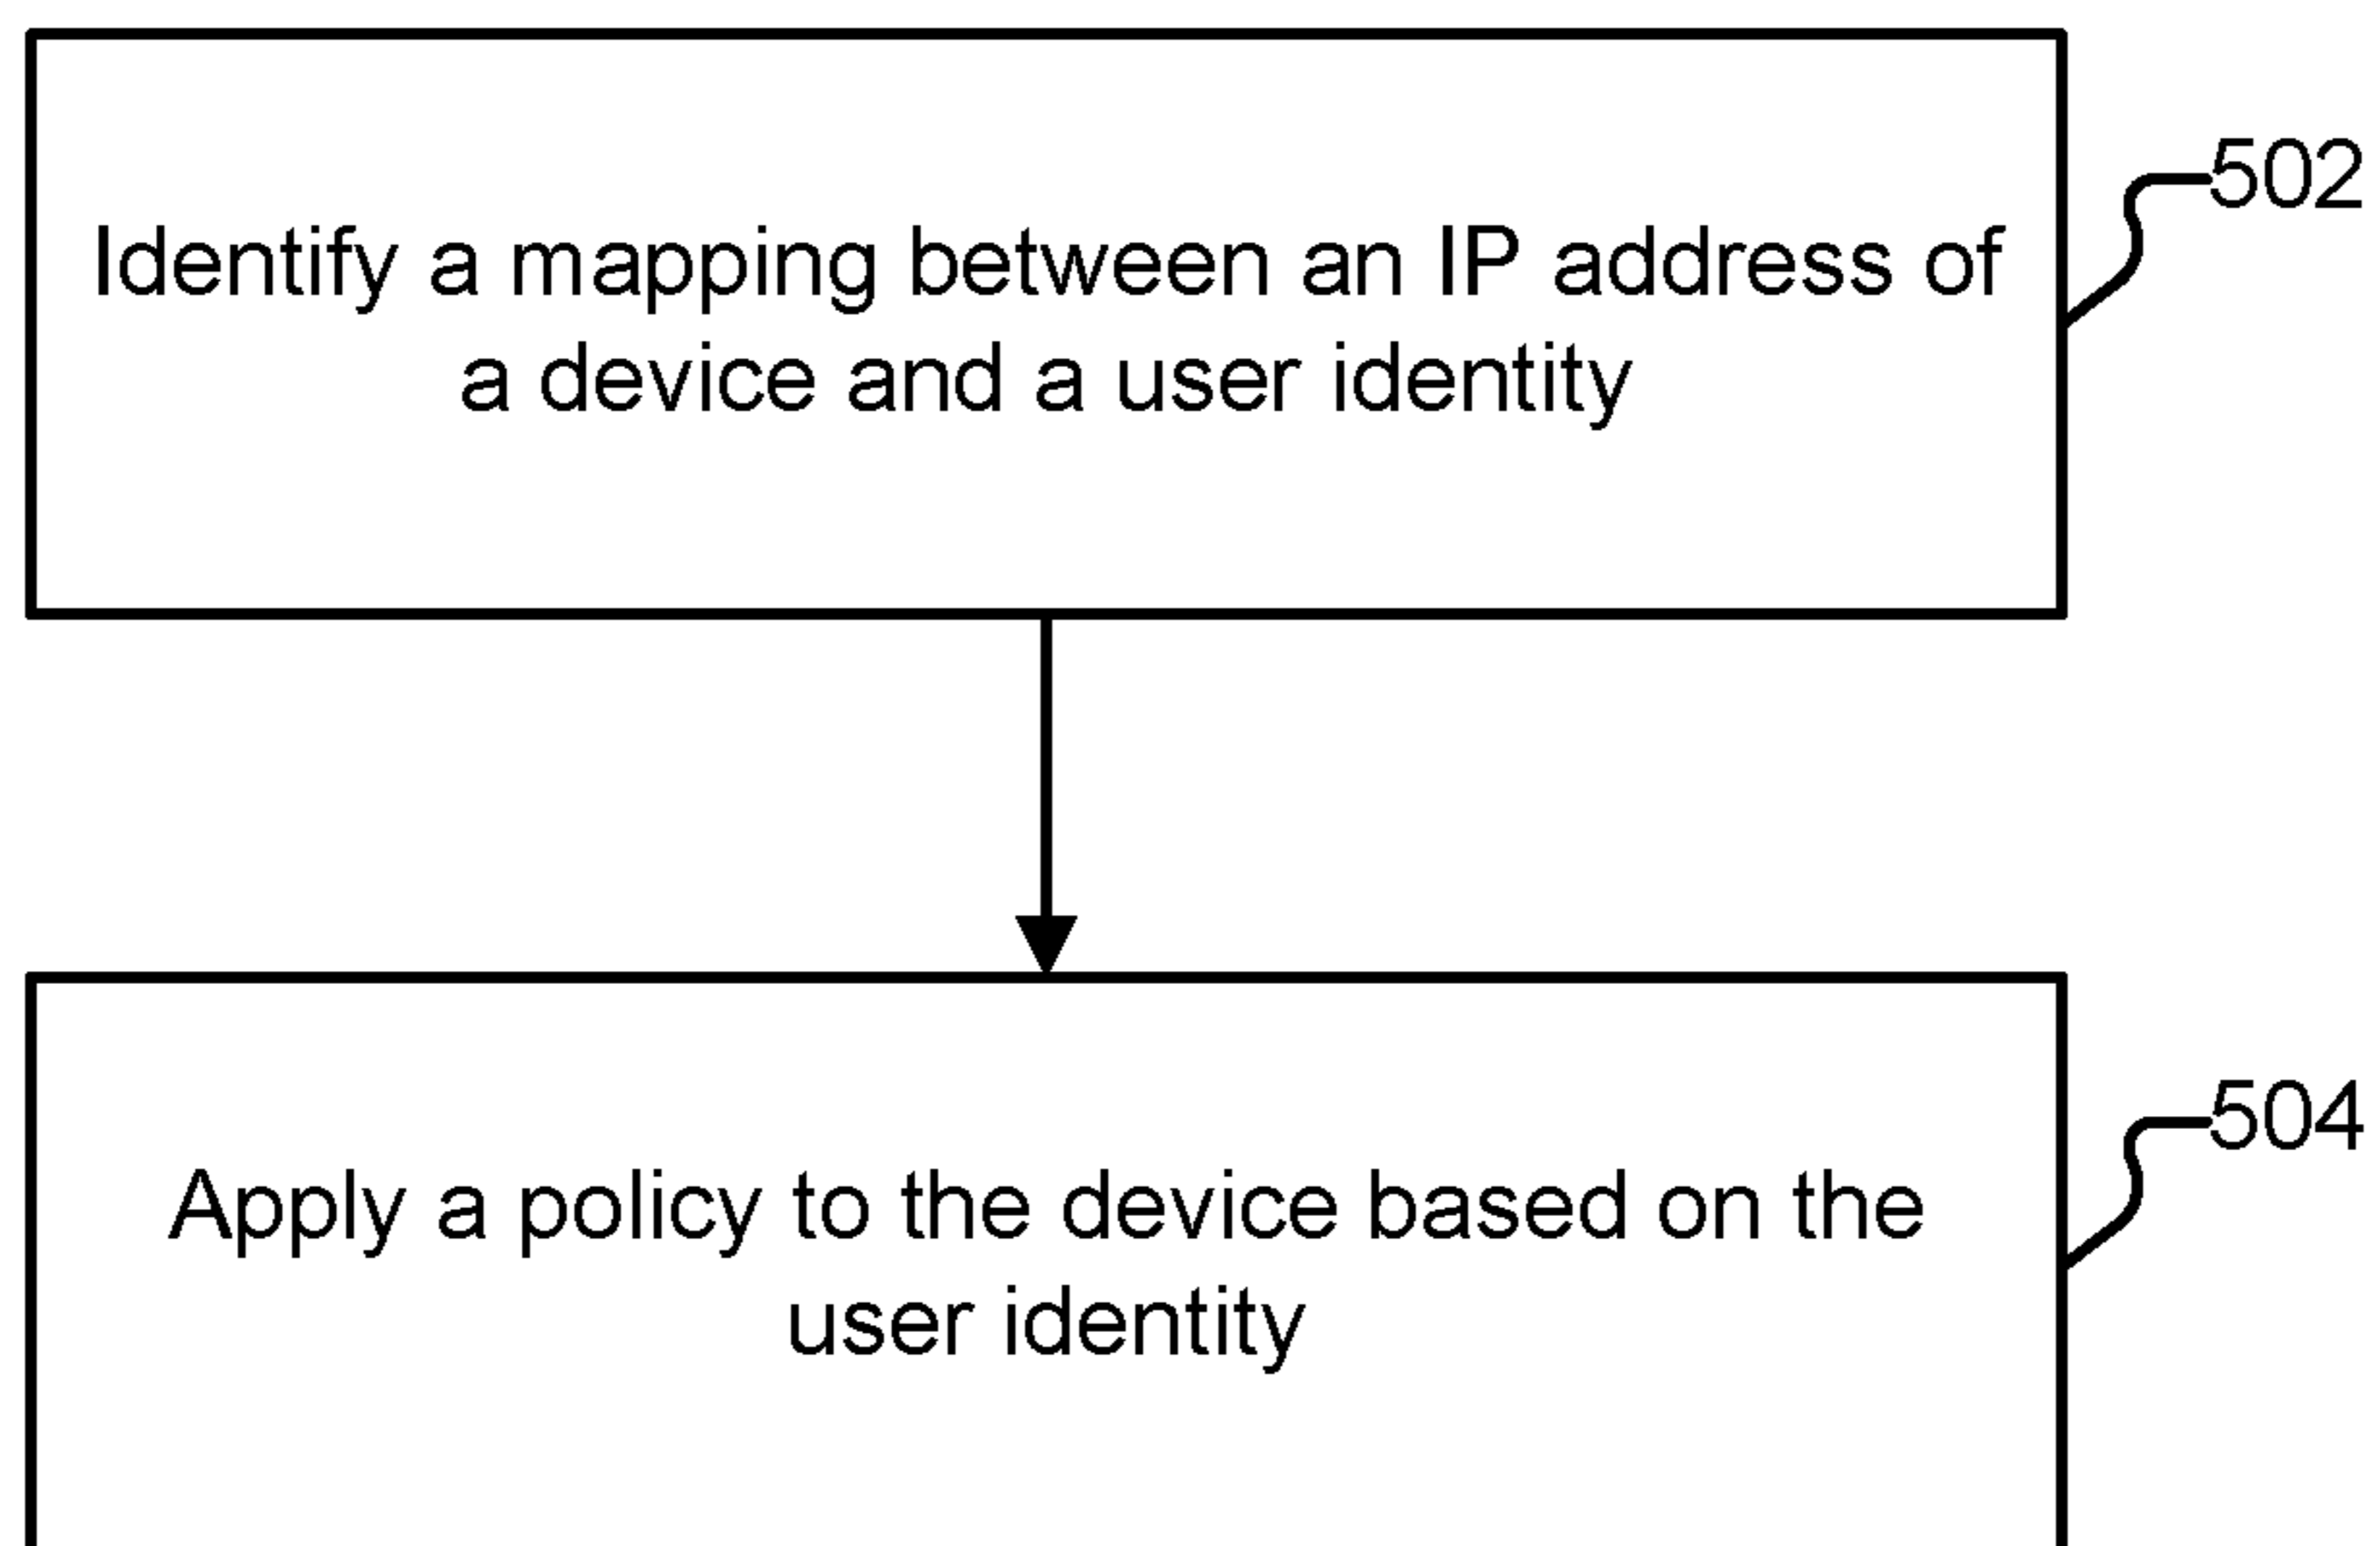 Identify a mapping between an IP address of
a device and a user identity
502
Apply a policy to the device based on the
user identity
504